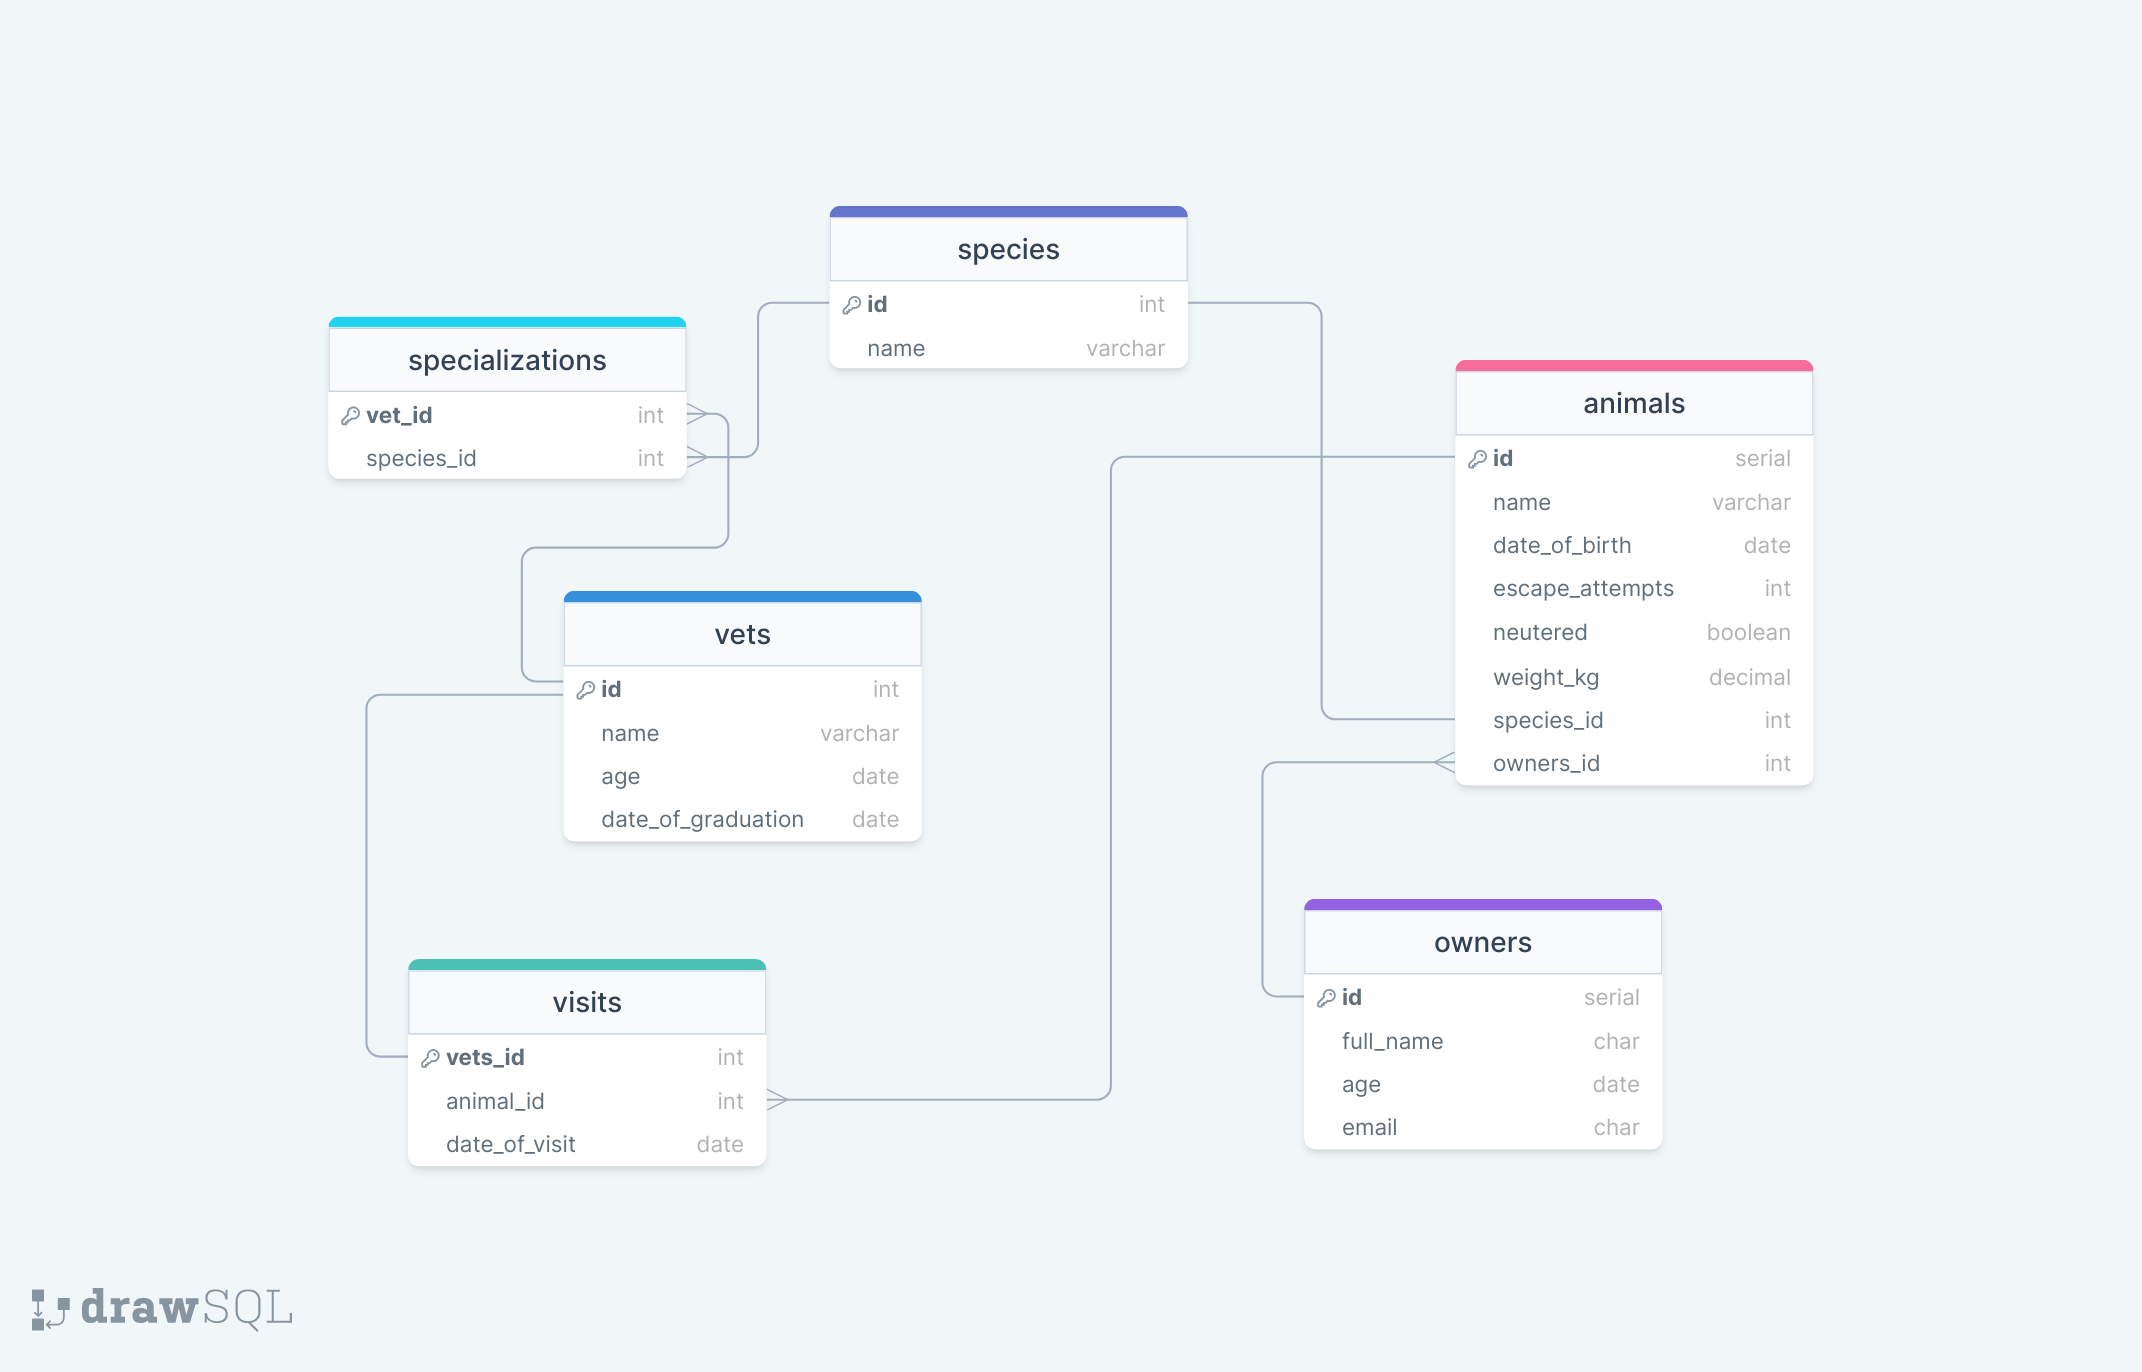 species
id int
name varchar
specializations
vet_id int
species_id int
animals
id serial
name varchar
date_of_birth date
escape_attempts int
neutered boolean
weight_kg decimal
species_id int
owners_id int
vets
id int
name varchar
age date
date_of_graduation date
owners
id serial
full_name char
age date
email char
visits
vets_id int
animal_id int
date_of_visit date
drawSQL